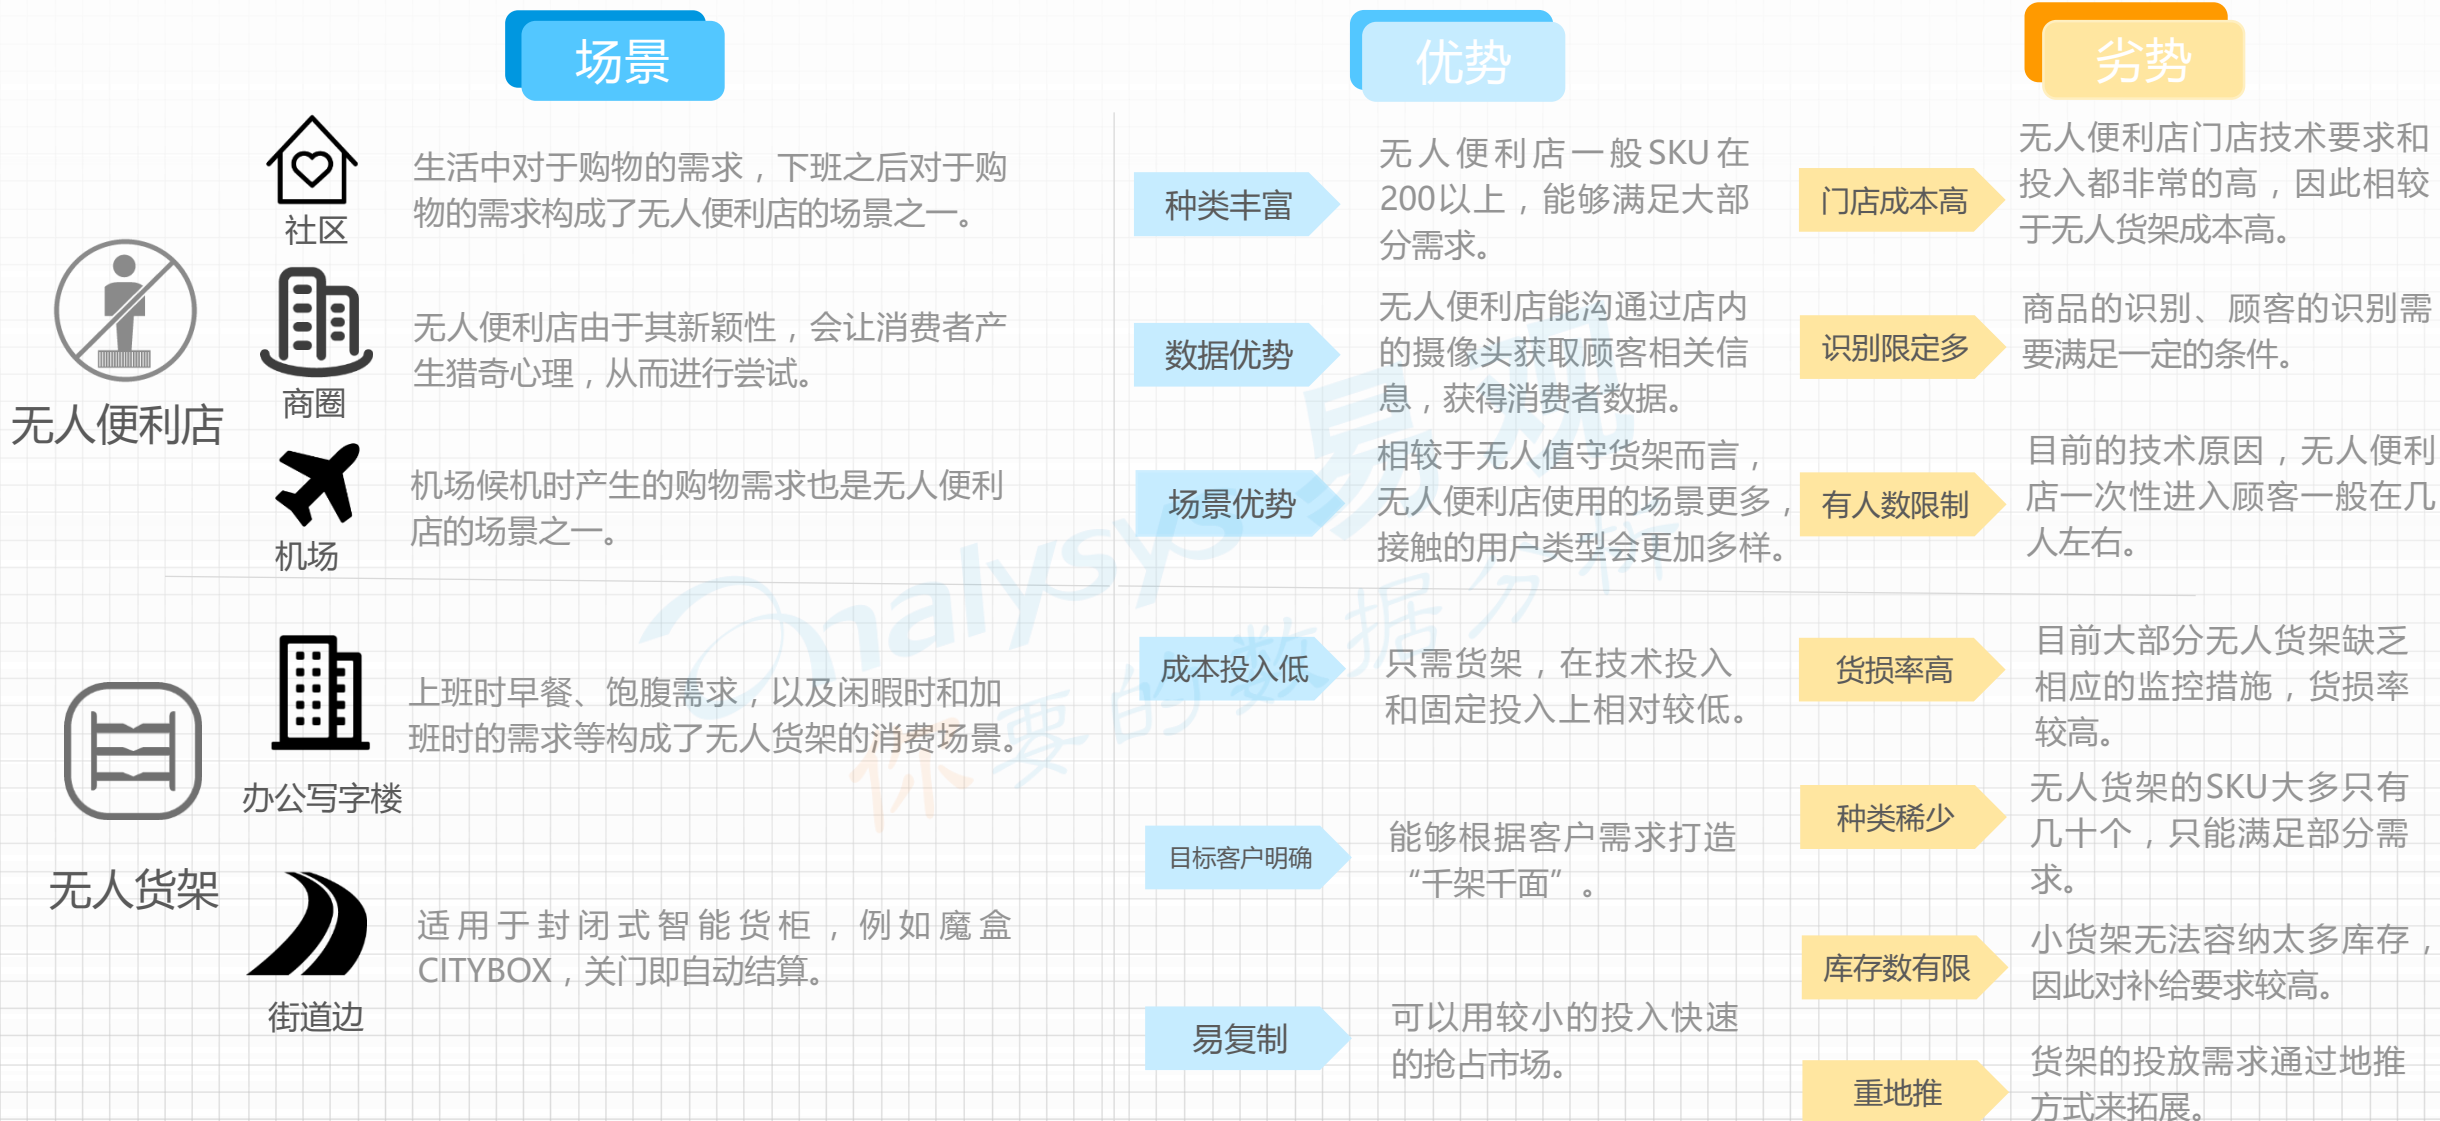 场景
优势
劣势
无人便利店
社区
生活中对于购物的需求，下班之后对于购
物的需求构成了无人便利店的场景之一。
商圈
无人便利店由于其新颖性，会让消费者产
生猎奇心理，从而进行尝试。
机场
机场候机时产生的购物需求也是无人便利
店的场景之一。
种类丰富
无人便利店一般SKU在
200以上，能够满足大部
分需求。
数据优势
无人便利店能沟通过店内
的摄像头获取顾客相关信
息，获得消费者数据。
场景优势
相较于无人值守货架而言，
无人便利店使用的场景更多，
接触的用户类型会更加多样。
门店成本高
无人便利店门店技术要求和
投入都非常的高，因此相较
于无人货架成本高。
识别限定多
商品的识别、顾客的识别需
要满足一定的条件。
有人数限制
目前的技术原因，无人便利
店一次性进入顾客一般在几
人左右。
无人货架
办公写字楼
上班时早餐、饱腹需求，以及闲暇时和加
班时的需求等构成了无人货架的消费场景。
街道边
适用于封闭式智能货柜，例如魔盒
CITYBOX，关门即自动结算。
成本投入低
只需货架，在技术投入
和固定投入上相对较低。
目标客户明确
能够根据客户需求打造
“千架千面”。
易复制
可以用较小的投入快速
的抢占市场。
货损率高
目前大部分无人货架缺乏
相应的监控措施，货损率
较高。
种类稀少
无人货架的SKU大多只有
几十个，只能满足部分需
求。
库存数有限
小货架无法容纳太多库存，
因此对补给要求较高。
重地推
货架的投放需求通过地推
方式来拓展。
analysys 易观
你要的数据分析